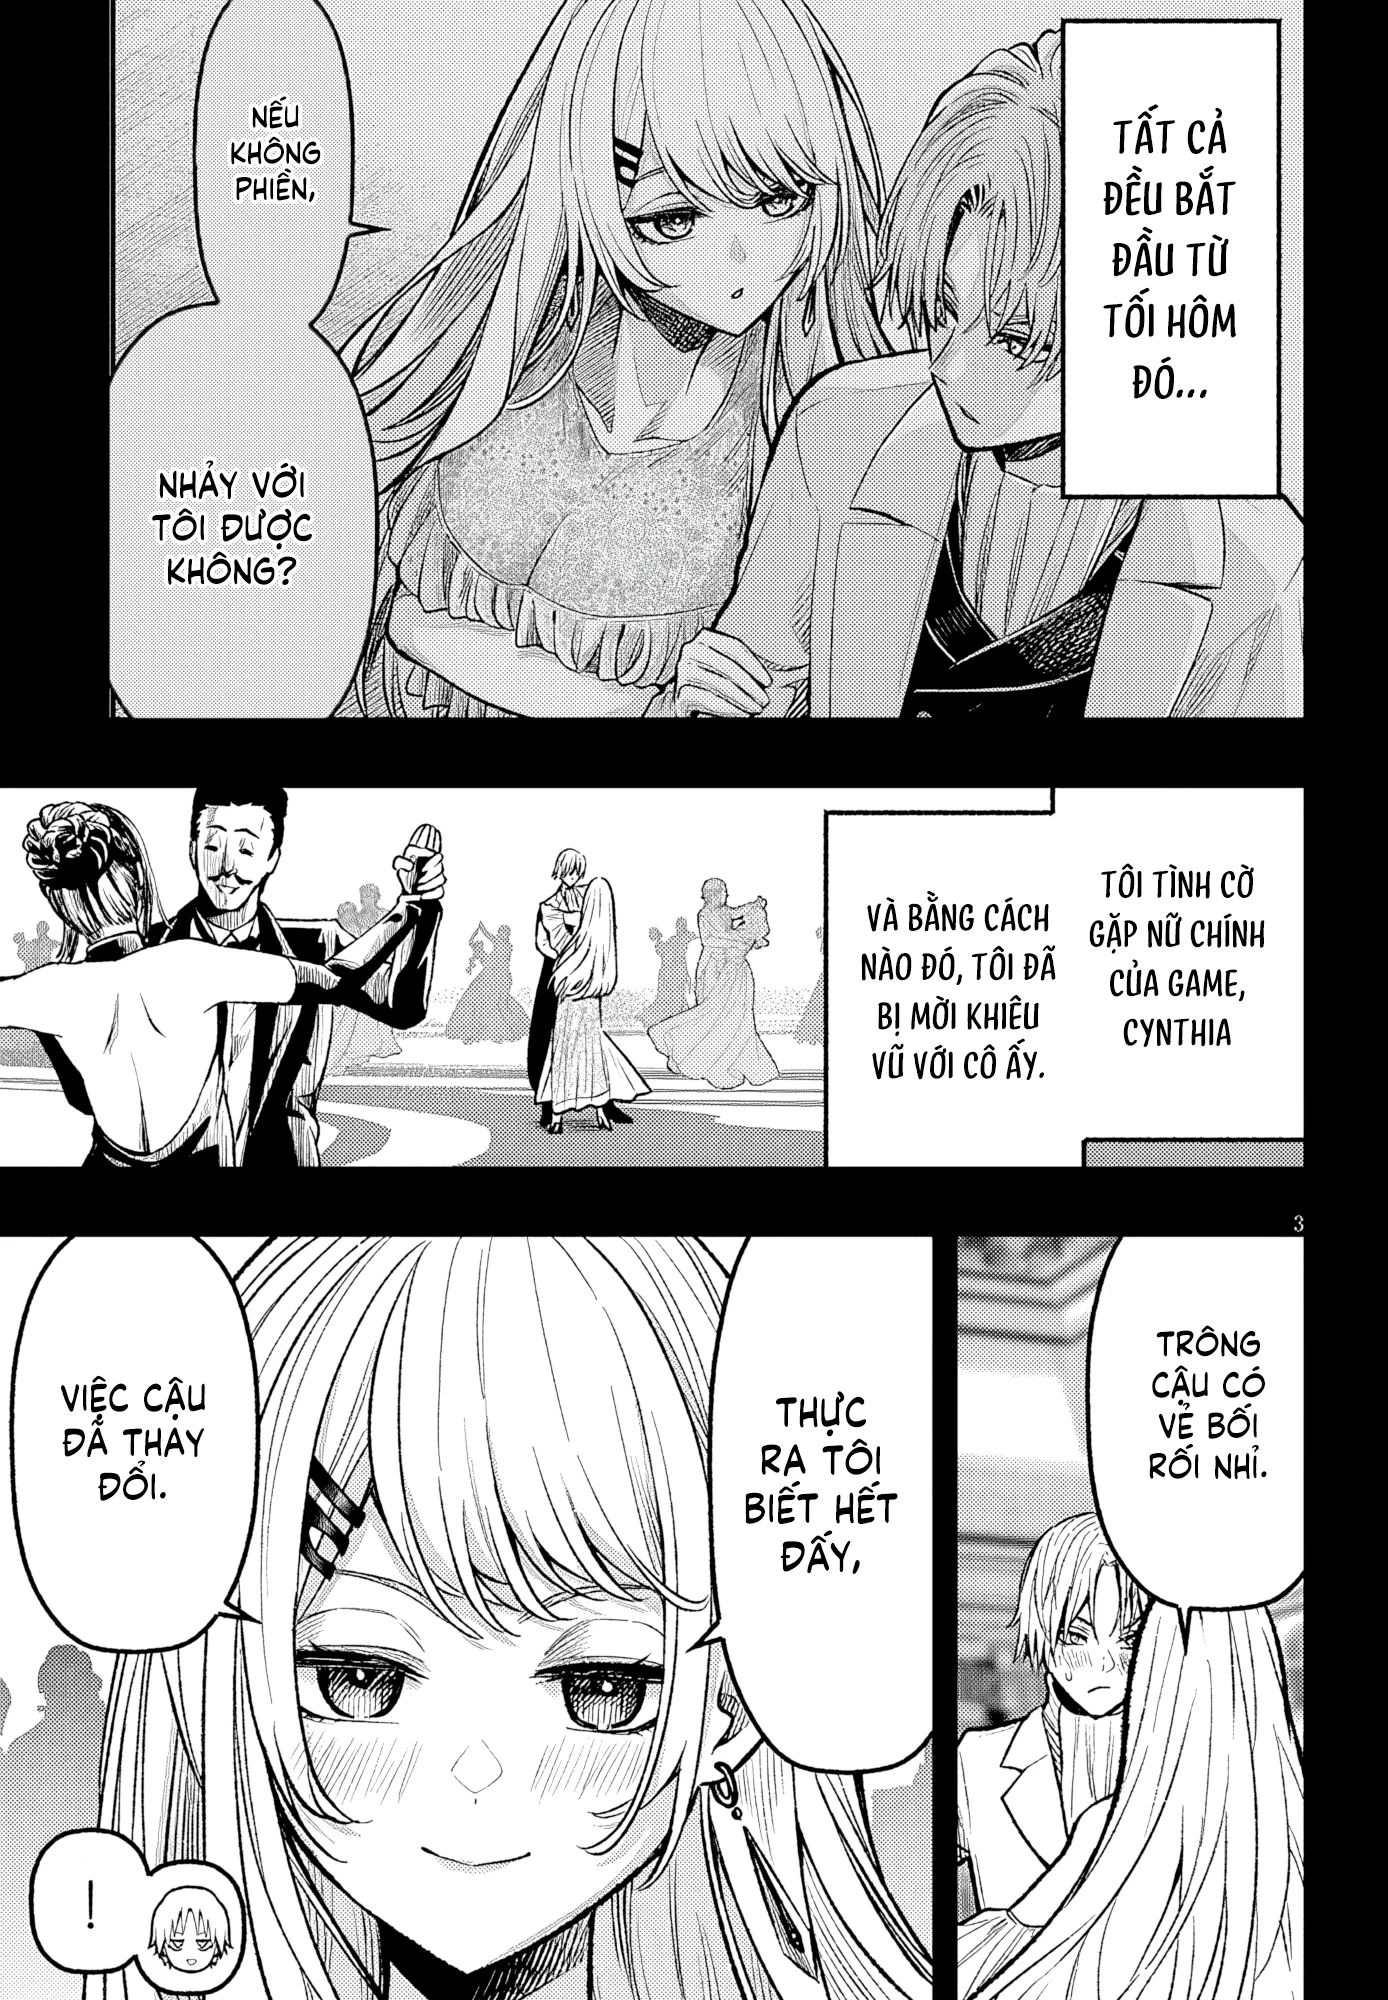 TẤT CẢ
ĐỀU BẮT
ĐẦU TỪ
TỐI HÔM
ĐÓ...
NẾU
KHÔNG
PHIỀN,
NHẢY VỚI
TÔI ĐƯỢC
KHÔNG?
TÔI TÌNH CỜ
GẶP NỮ CHÍNH
CỦA GAME,
CYNTHIA
VÀ BẰNG CÁCH
NÀO ĐÓ, TÔI ĐÃ
BỊ MỜI KHIÊU
VŨ VỚI CÔ ẤY.
3
TRÔNG
CẬU CÓ
VẺ BỐI
RỐI NHỈ.
THỰC
RA TÔI
BIẾT HẾT
ĐẤY,
VIỆC CẬU
ĐÃ THAY
ĐỔI.
!